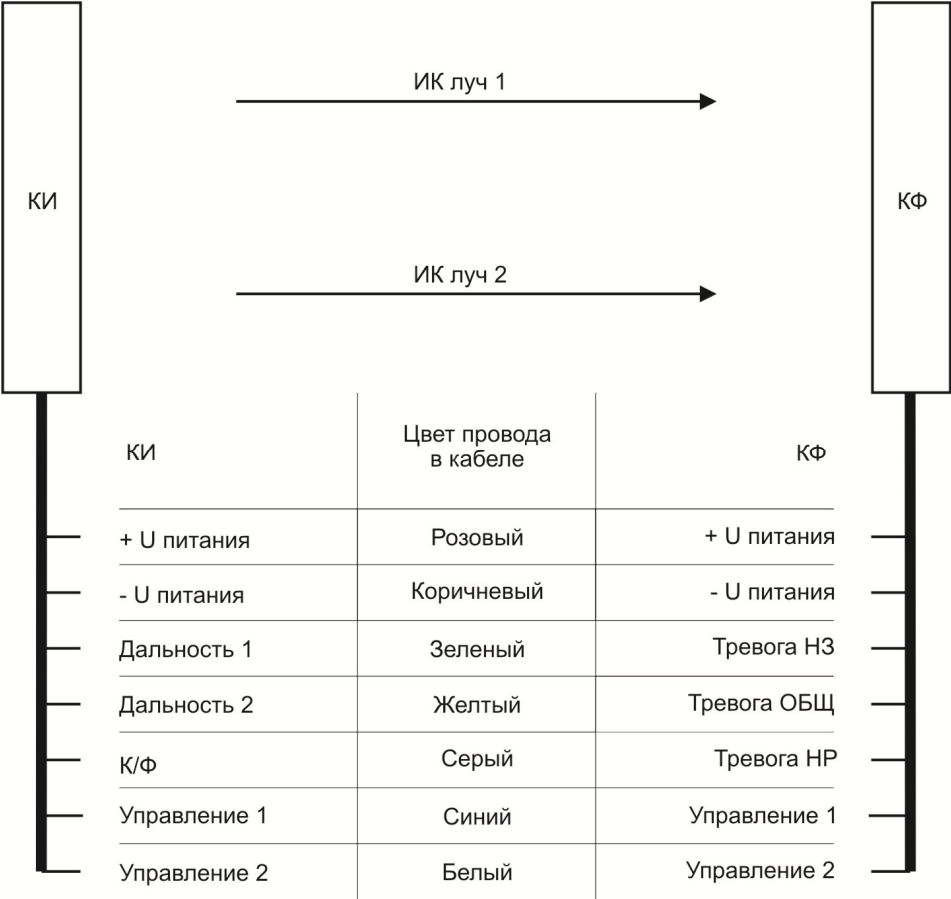 ИК луч 1
КИ
КФ
ИК луч 2
КИ
Цвет провода
в кабеле
КФ
+ U питания
Розовый
+ U питания
- U питания
Коричневый
- U питания
Дальность 1
Зеленый
Тревога НЗ
Дальность 2
Желтый
Тревога ОБЩ
К/Ф
Серый
Тревога НР
Управление 1
Синий
Управление 1
Управление 2
Белый
Управление 2